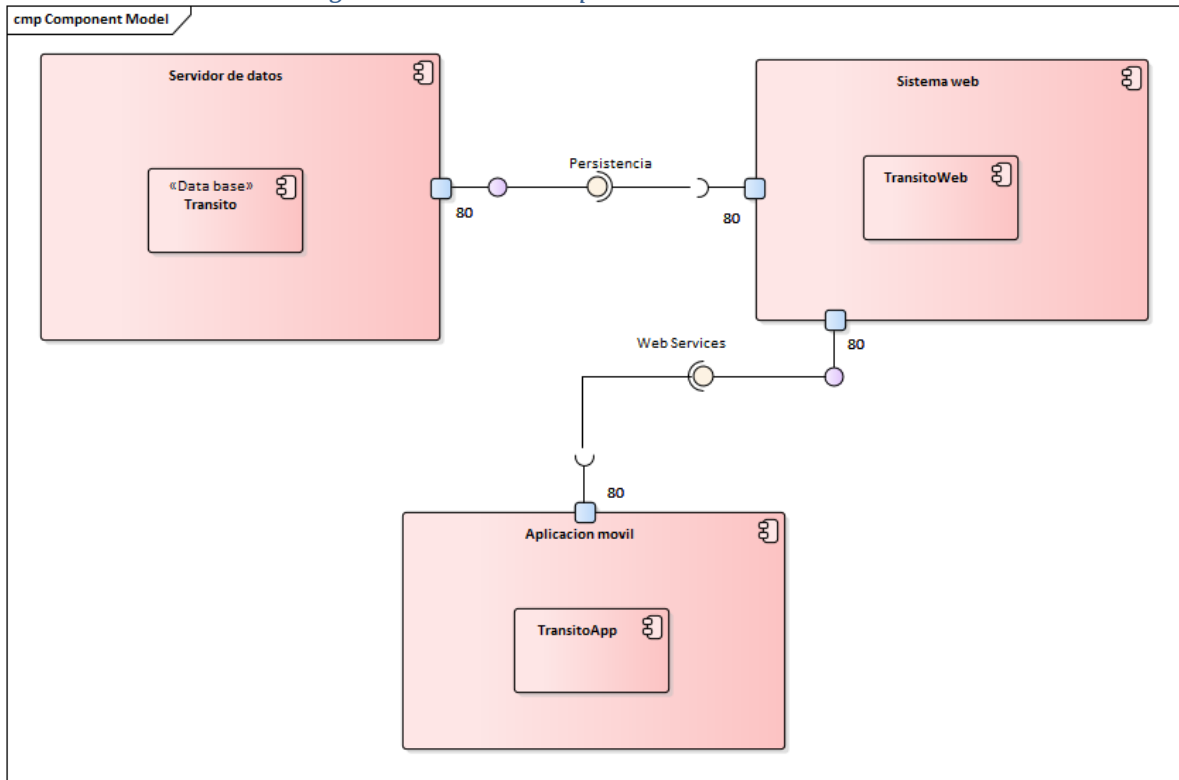 cmp Component Model
Servidor de datos
«Data base»
Transito
80
Persistencia
80
Sistema web
TransitoWeb
80
Web Services
80
Aplicacion movil
TransitoApp